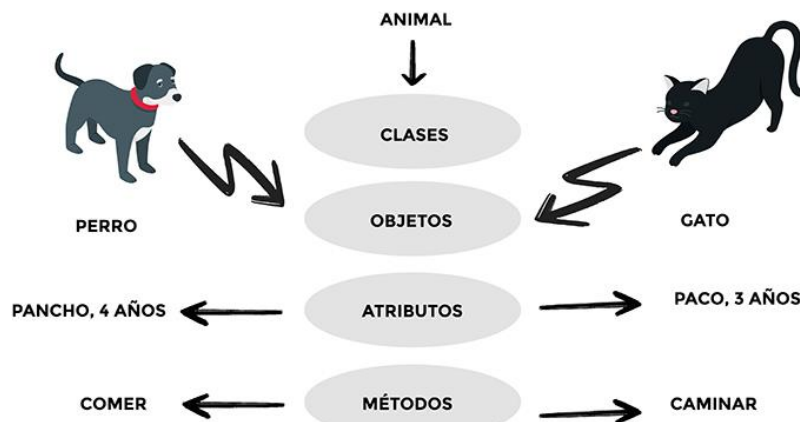 ANIMAL
CLASES
OBJETOS
PERRO
GATO
ATRIBUTOS
PANCHO, 4 AÑOS
PACO, 3 AÑOS
MÉTODOS
COMER
CAMINAR